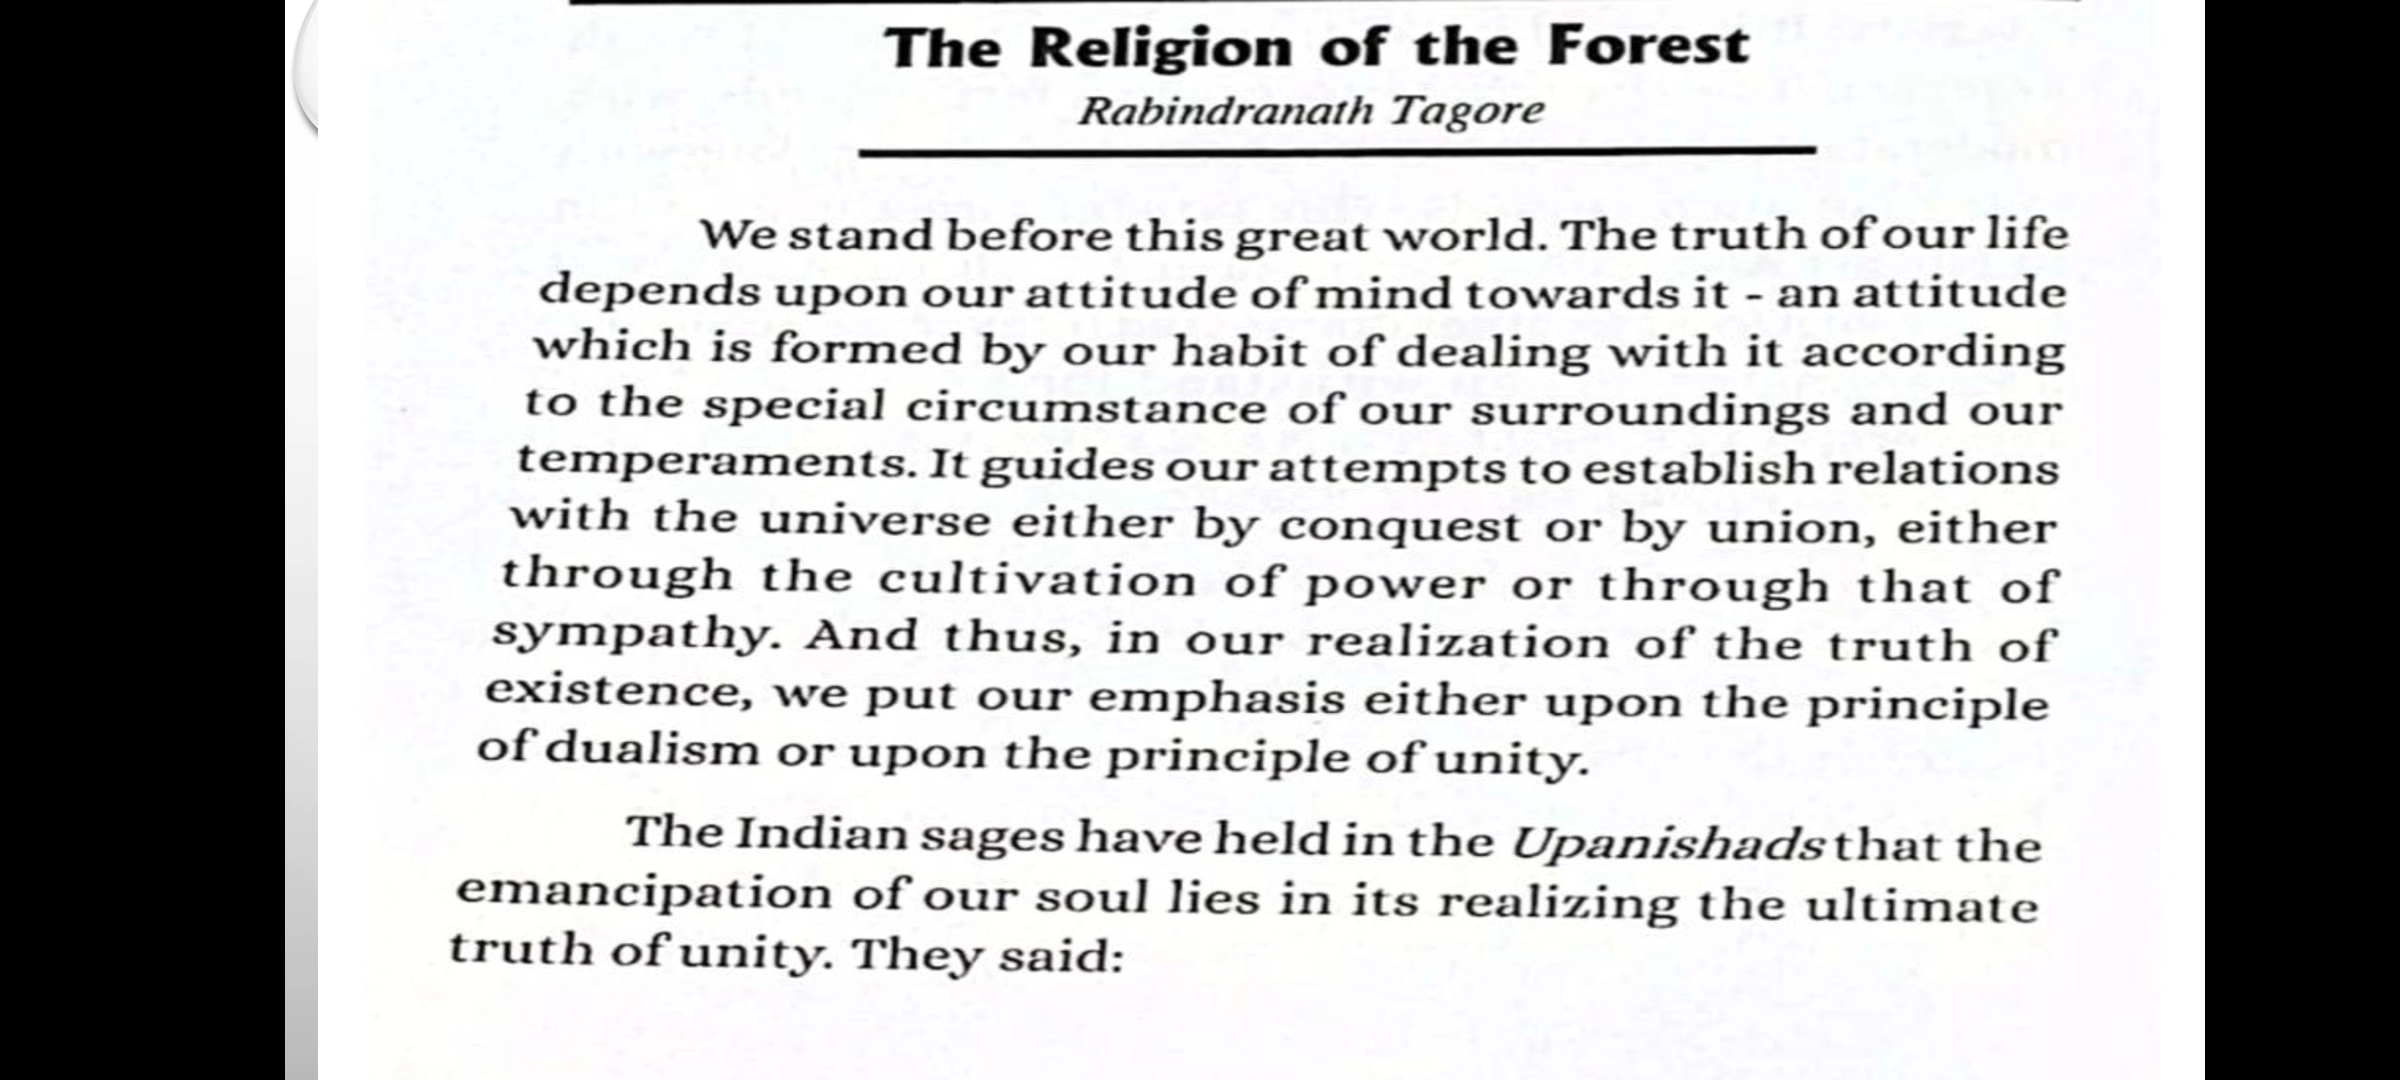 The Religion of the Forest
Rabindranath Tagore
We stand before this great world. The truth of our life
depends upon our attitude of mind towards it - an attitude
which is formed by our habit of dealing with it according
to the special circumstance of our surroundings and our
temperaments. It guides our attempts to establish relations
with the universe either by conquest or by union, either
through the cultivation of power or through that of
sympathy. And thus, in our realization of the truth of
existence, we put our emphasis either upon the principle
of dualism or upon the principle of unity.
The Indian sages have held in the Upanishads that the
emancipation of our soul lies in its realizing the ultimate
truth of unity. They said: